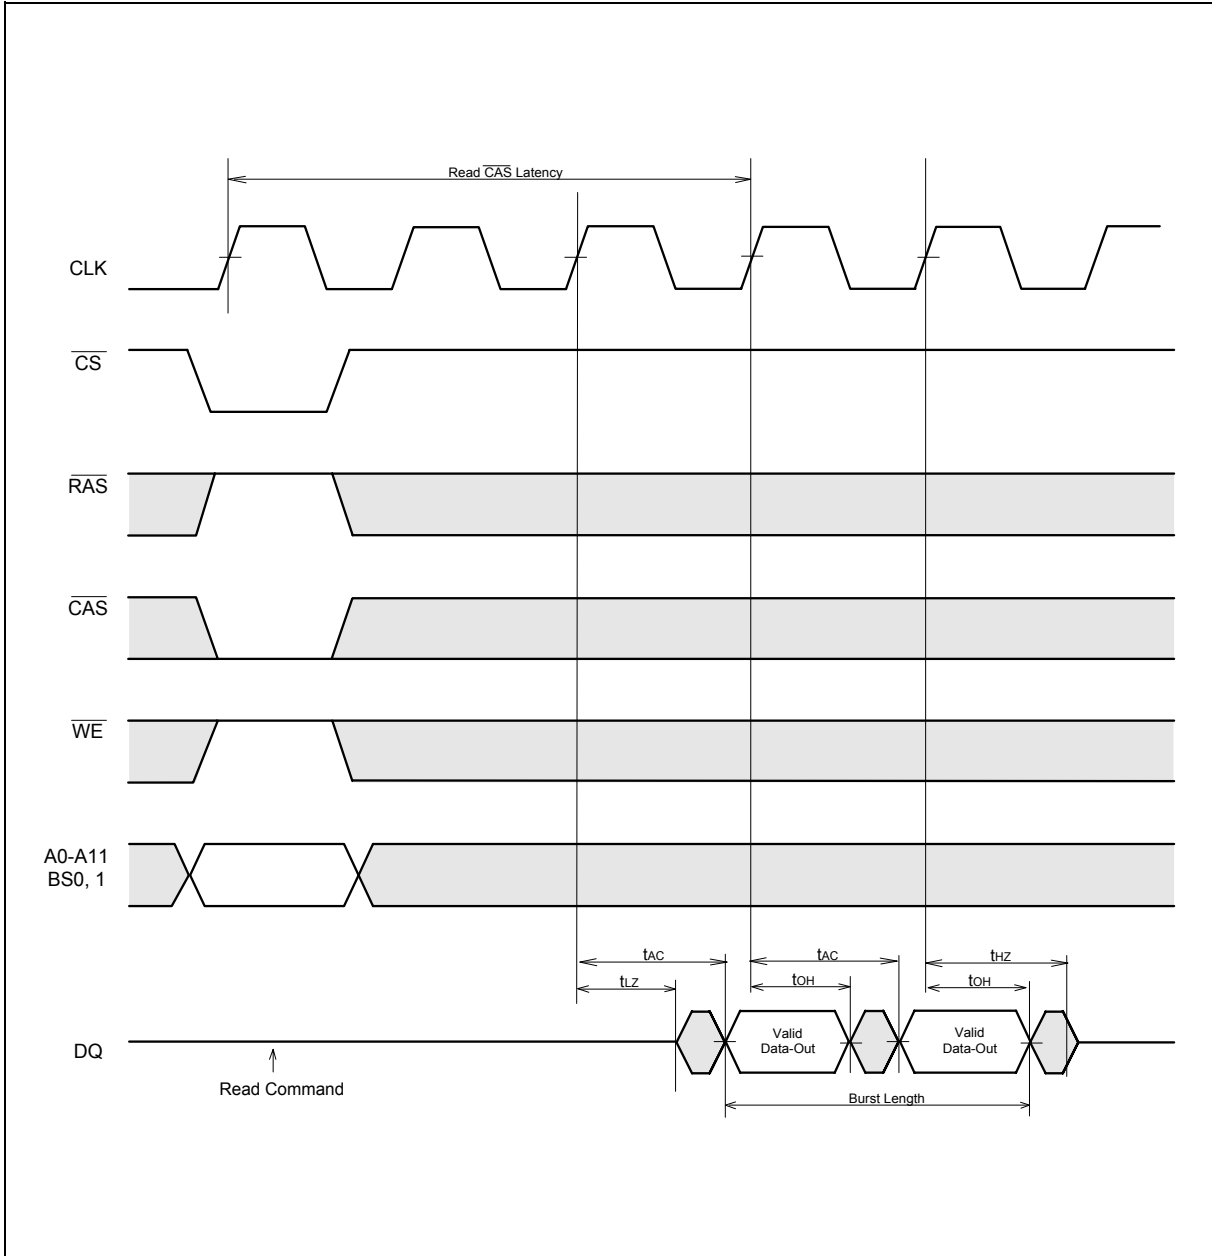 Read CAS Latency
CLK
CS
RAS
CAS
WE
A0-A11
BS0, 1
tAC
tAC
tHZ
tLZ
tOH
tOH
Valid
Data-Out
Valid
Data-Out
DQ
Read Command
Burst Length